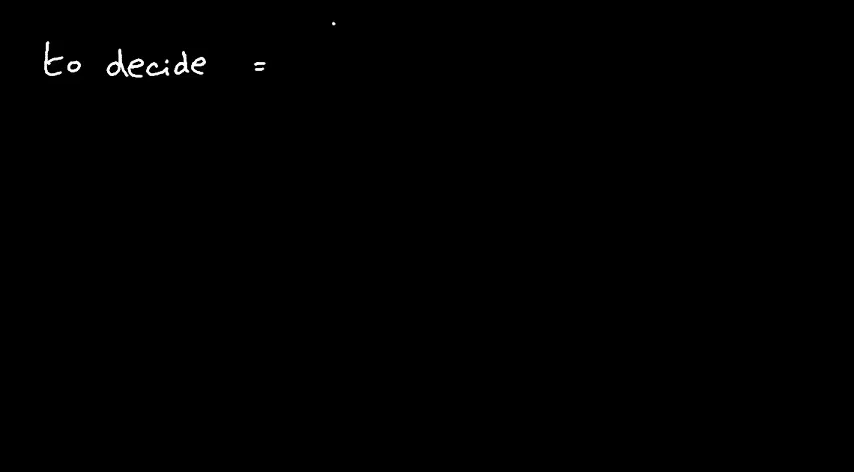 to decide =